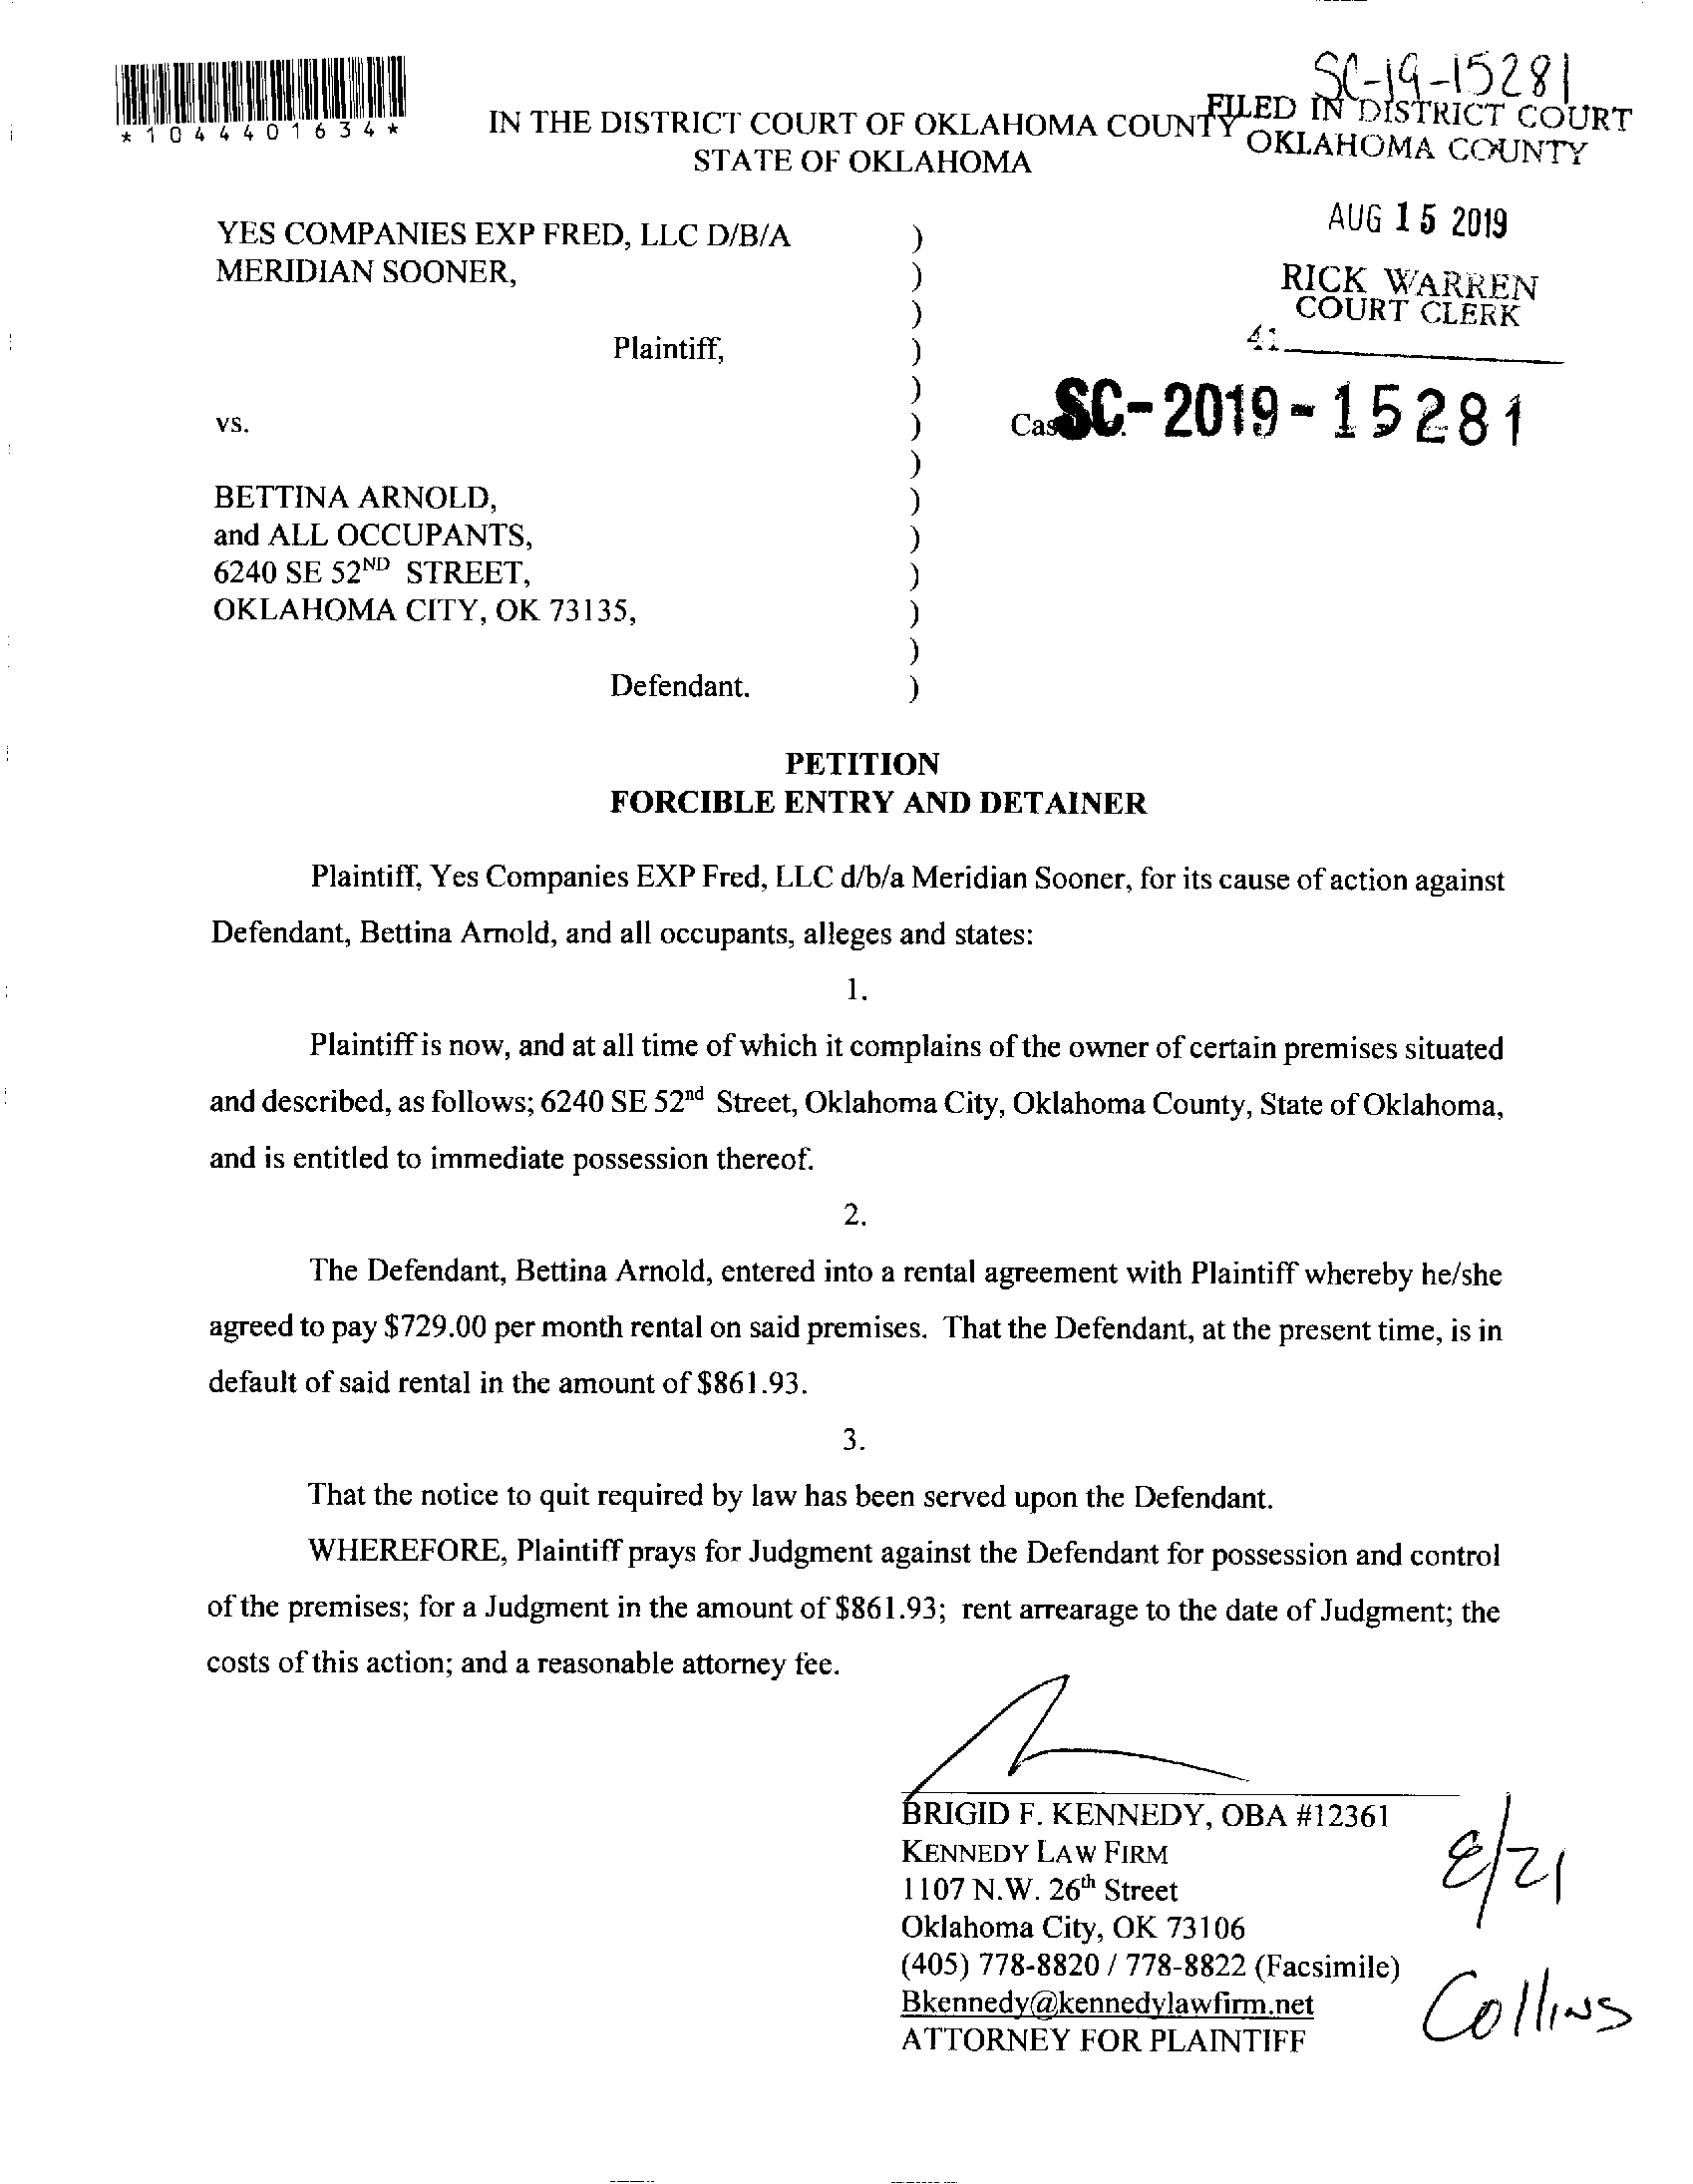 SC-19-15281
*1044401634*
IN THE DISTRICT COURT OF OKLAHOMA COUNTY
STATE OF OKLAHOMA
FILED IN DISTRICT COURT
OKLAHOMA COUNTY
AUG 15 2019
RICK WARREN
COURT CLERK
41
YES COMPANIES EXP FRED, LLC D/B/A )
MERIDIAN SOONER, )
)
Plaintiff, )
)
vs. ) SC-2019-15281
)
BETTINA ARNOLD, )
and ALL OCCUPANTS, )
6240 SE 52ND STREET, )
OKLAHOMA CITY, OK 73135, )
)
Defendant. )
PETITION
FORCIBLE ENTRY AND DETAINER
Plaintiff, Yes Companies EXP Fred, LLC d/b/a Meridian Sooner, for its cause of action against
Defendant, Bettina Arnold, and all occupants, alleges and states:
1.
Plaintiff is now, and at all time of which it complains of the owner of certain premises situated
and described, as follows; 6240 SE 52nd Street, Oklahoma City, Oklahoma County, State of Oklahoma,
and is entitled to immediate possession thereof.
2.
The Defendant, Bettina Arnold, entered into a rental agreement with Plaintiff whereby he/she
agreed to pay $729.00 per month rental on said premises. That the Defendant, at the present time, is in
default of said rental in the amount of $861.93.
3.
That the notice to quit required by law has been served upon the Defendant.
WHEREFORE, Plaintiff prays for Judgment against the Defendant for possession and control
of the premises; for a Judgment in the amount of $861.93; rent arrearage to the date of Judgment; the
costs of this action; and a reasonable attorney fee.
BRIGID F. KENNEDY, OBA #12361
KENNEDY LAW FIRM
1107 N.W. 26th Street
Oklahoma City, OK 73106
(405) 778-8820 / 778-8822 (Facsimile)
Bkennedy@kennedylawfirm.net
ATTORNEY FOR PLAINTIFF
8/21
Collins